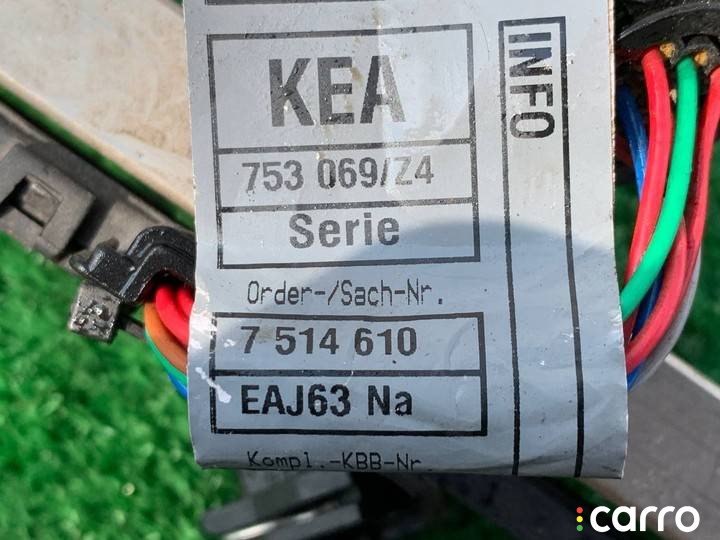 KEA
753 069/Z4
Serie
Order-/Sach-Nr.
7 514 610
EAJ63 Na
Kompl.-KBB-Nr.
INFO
carro